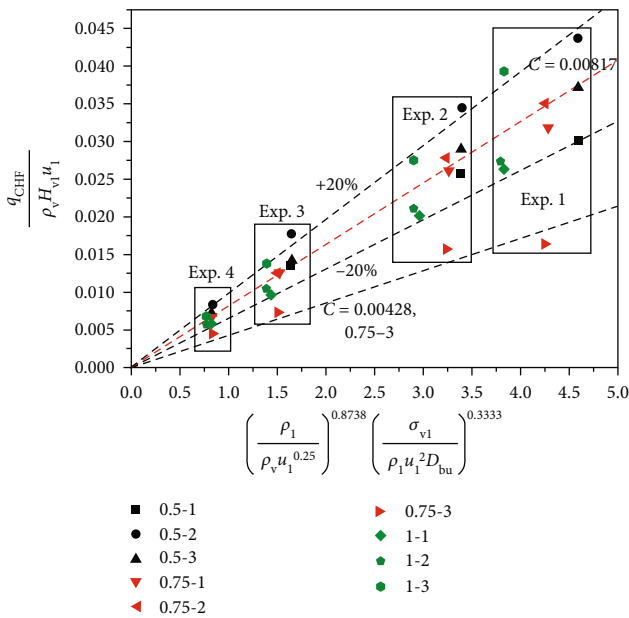 0.045
0.040
0.035
0.030
0.025
0.020
0.015
0.010
0.005
0.000
q_CHF
ρ_v H_v1 u_1
C = 0.00817
Exp. 2
Exp. 1
+20%
Exp. 3
−20%
Exp. 4
C = 0.00428,
0.75–3
0.0 0.5 1.0 1.5 2.0 2.5 3.0 3.5 4.0 4.5 5.0
(ρ_1 / ρ_v u_1^0.25)^0.8738 (σ_v1 / ρ_1 u_1^2 D_bu)^0.3333
0.5-1
0.5-2
0.5-3
0.75-1
0.75-2
0.75-3
1-1
1-2
1-3